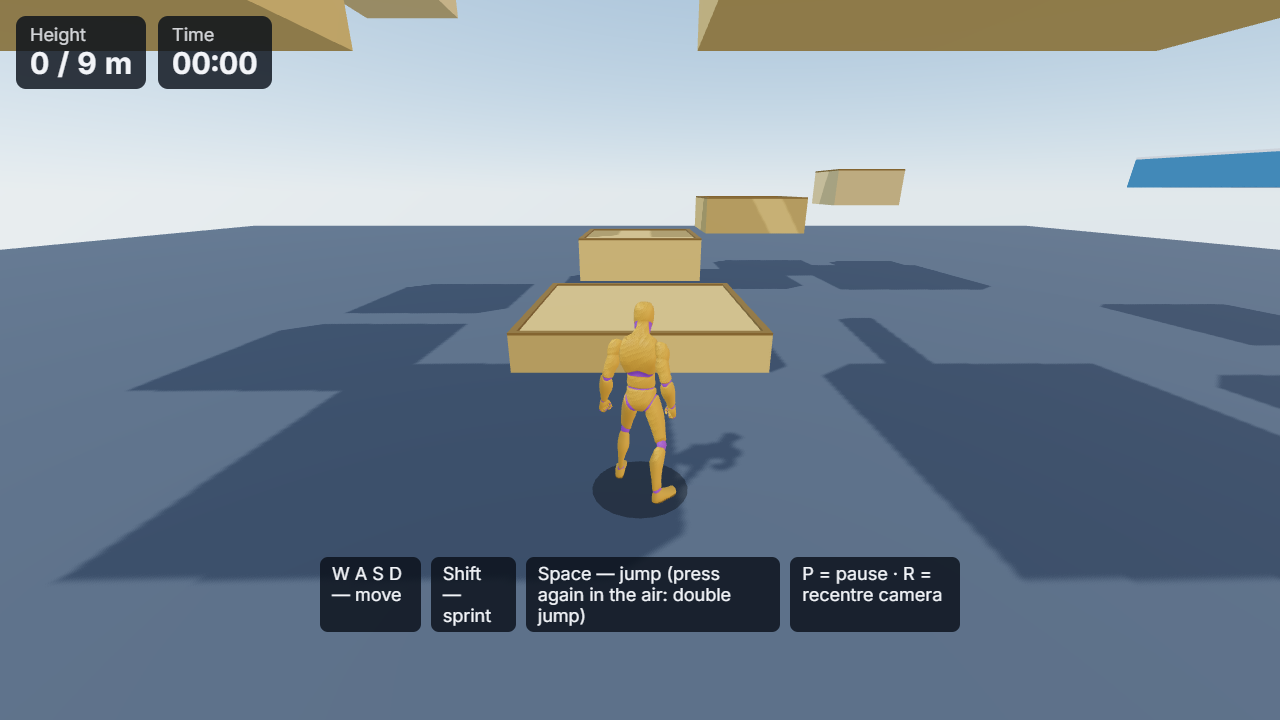 Height
0 / 9 m
Time
00:00
W A S D
— move
Shift
—
sprint
Space — jump (press
again in the air: double
jump)
P = pause · R =
recentre camera